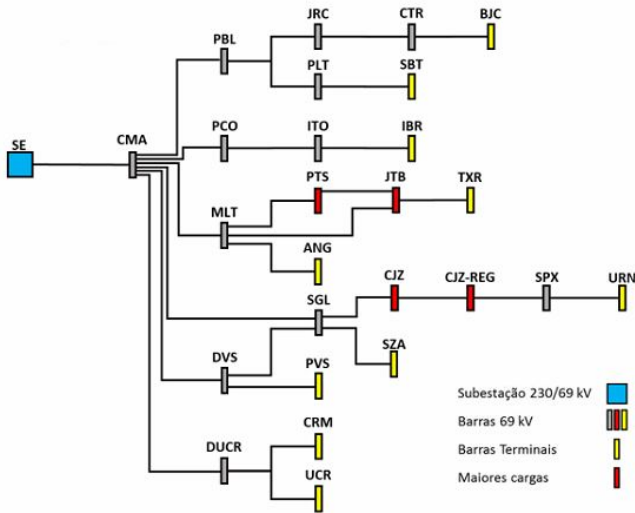 JRC CTR BJC
PBL
PLT SBT
SE CMA PCO ITO IBR
PTS JTB TXR
MLT
ANG
CJZ CJZ-REG SPX URN
SGL
SZA
DVS PVS
Subestação 230/69 kV
Barras 69 kV
CRM
DUCR
Barras Terminais
UCR
Maiores cargas